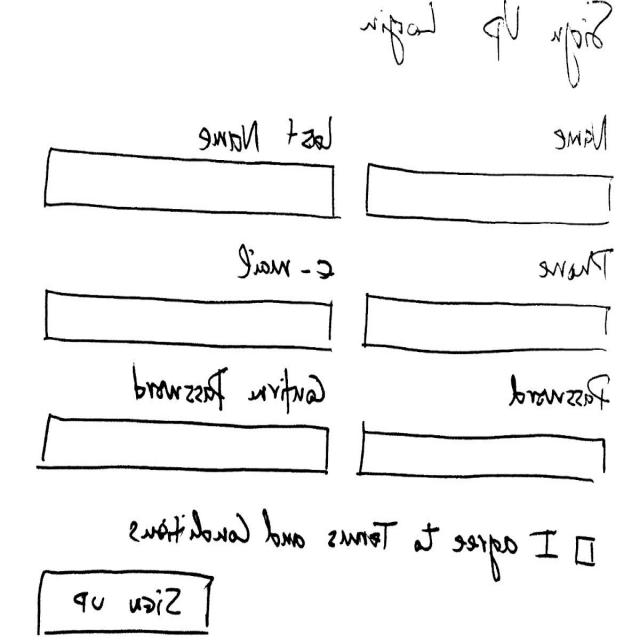 Sign Up Login
Name Last Name
Phone e-mail
Password Confirm Password
I agree to Terms and Conditions
Sign up